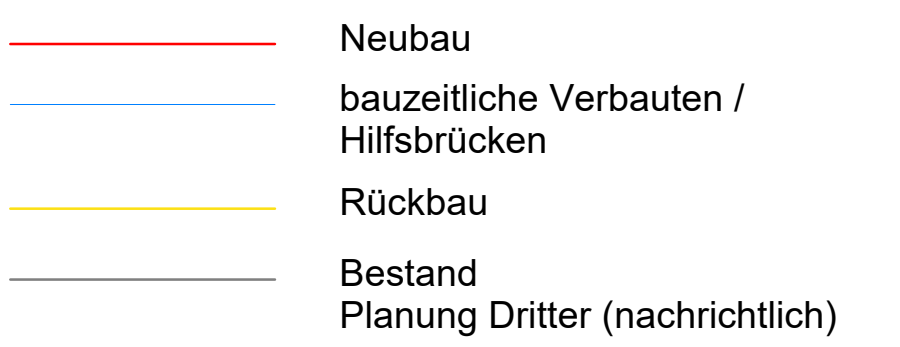 Neubau
bauzeitliche Verbauten /
Hilfsbrücken
Rückbau
Bestand
Planung Dritter (nachrichtlich)